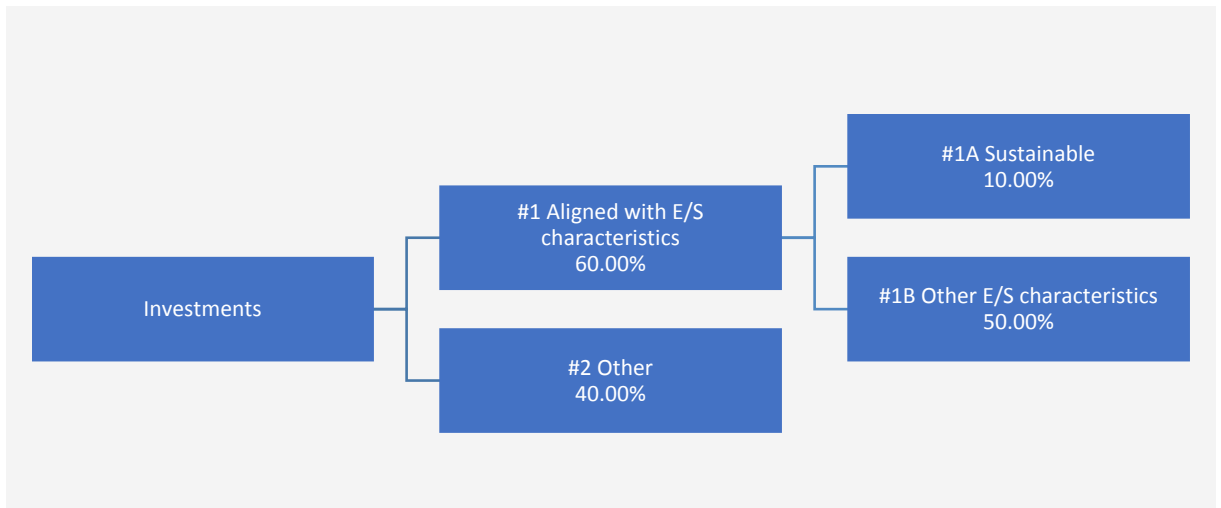 Investments
#1 Aligned with E/S
characteristics
60.00%
#2 Other
40.00%
#1A Sustainable
10.00%
#1B Other E/S characteristics
50.00%